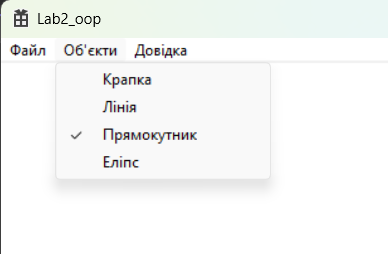 Lab2_oop
Файл Об'єкти Довідка
Крапка
Лінія
Прямокутник
Еліпс